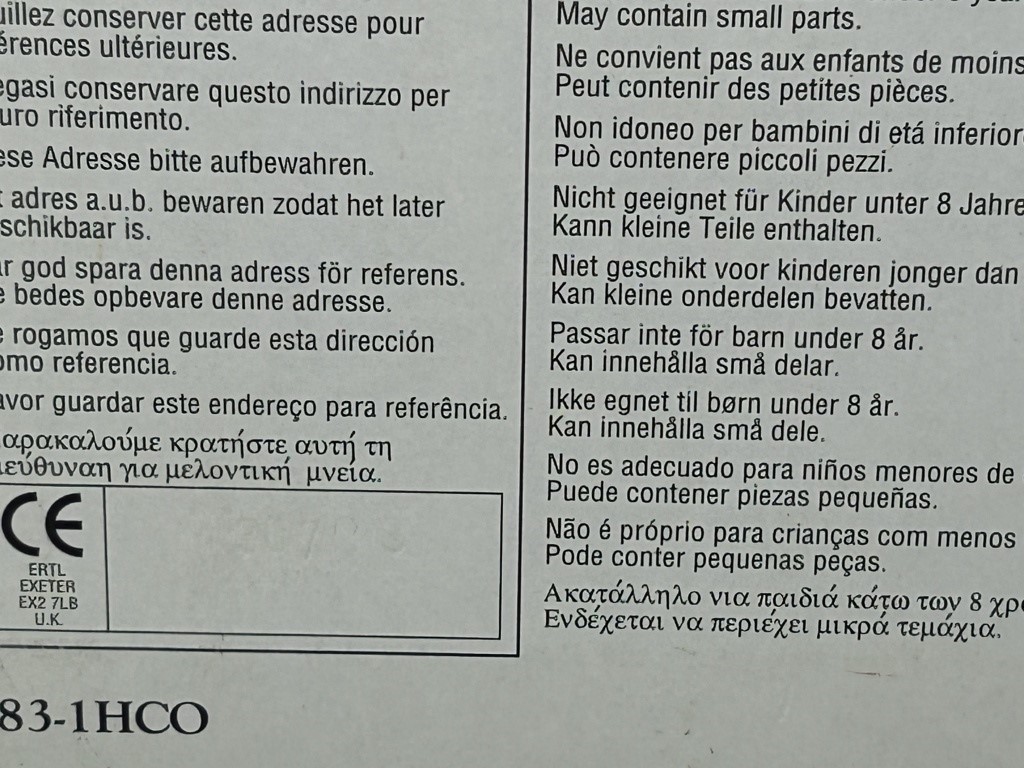 uillez conserver cette adresse pour
érences ultérieures.
egasi conservare questo indirizzo per
uro riferimento.
ese Adresse bitte aufbewahren.
t adres a.u.b. bewaren zodat het later
schikbaar is.
ar god spara denna adress för referens.
e bedes opbevare denne adresse.
e rogamos que guarde esta dirección
omo referencia.
avor guardar este endereço para referência.
αρακαλούμε κρατήστε αυτή τη
ιεύθυναη για μελοντική μνεία.
CE
ERTL
EXETER
EX2 7LB
U.K.
83-1HCO
May contain small parts.
Ne convient pas aux enfants de moins
Peut contenir des petites pièces.
Non idoneo per bambini di etá inferior
Può contenere piccoli pezzi.
Nicht geeignet für Kinder unter 8 Jahre
Kann kleine Teile enthalten.
Niet geschikt voor kinderen jonger dan
Kan kleine onderdelen bevatten.
Passar inte för barn under 8 år.
Kan innehålla små delar.
Ikke egnet til børn under 8 år.
Kan innehålla små dele.
No es adecuado para niños menores de
Puede contener piezas pequeñas.
Não é próprio para crianças com menos
Pode conter pequenas peças.
Ακατάλληλο νια παιδιά κάτω των 8 χρο
Ενδέχεται να περιέχει μικρά τεμάχια.